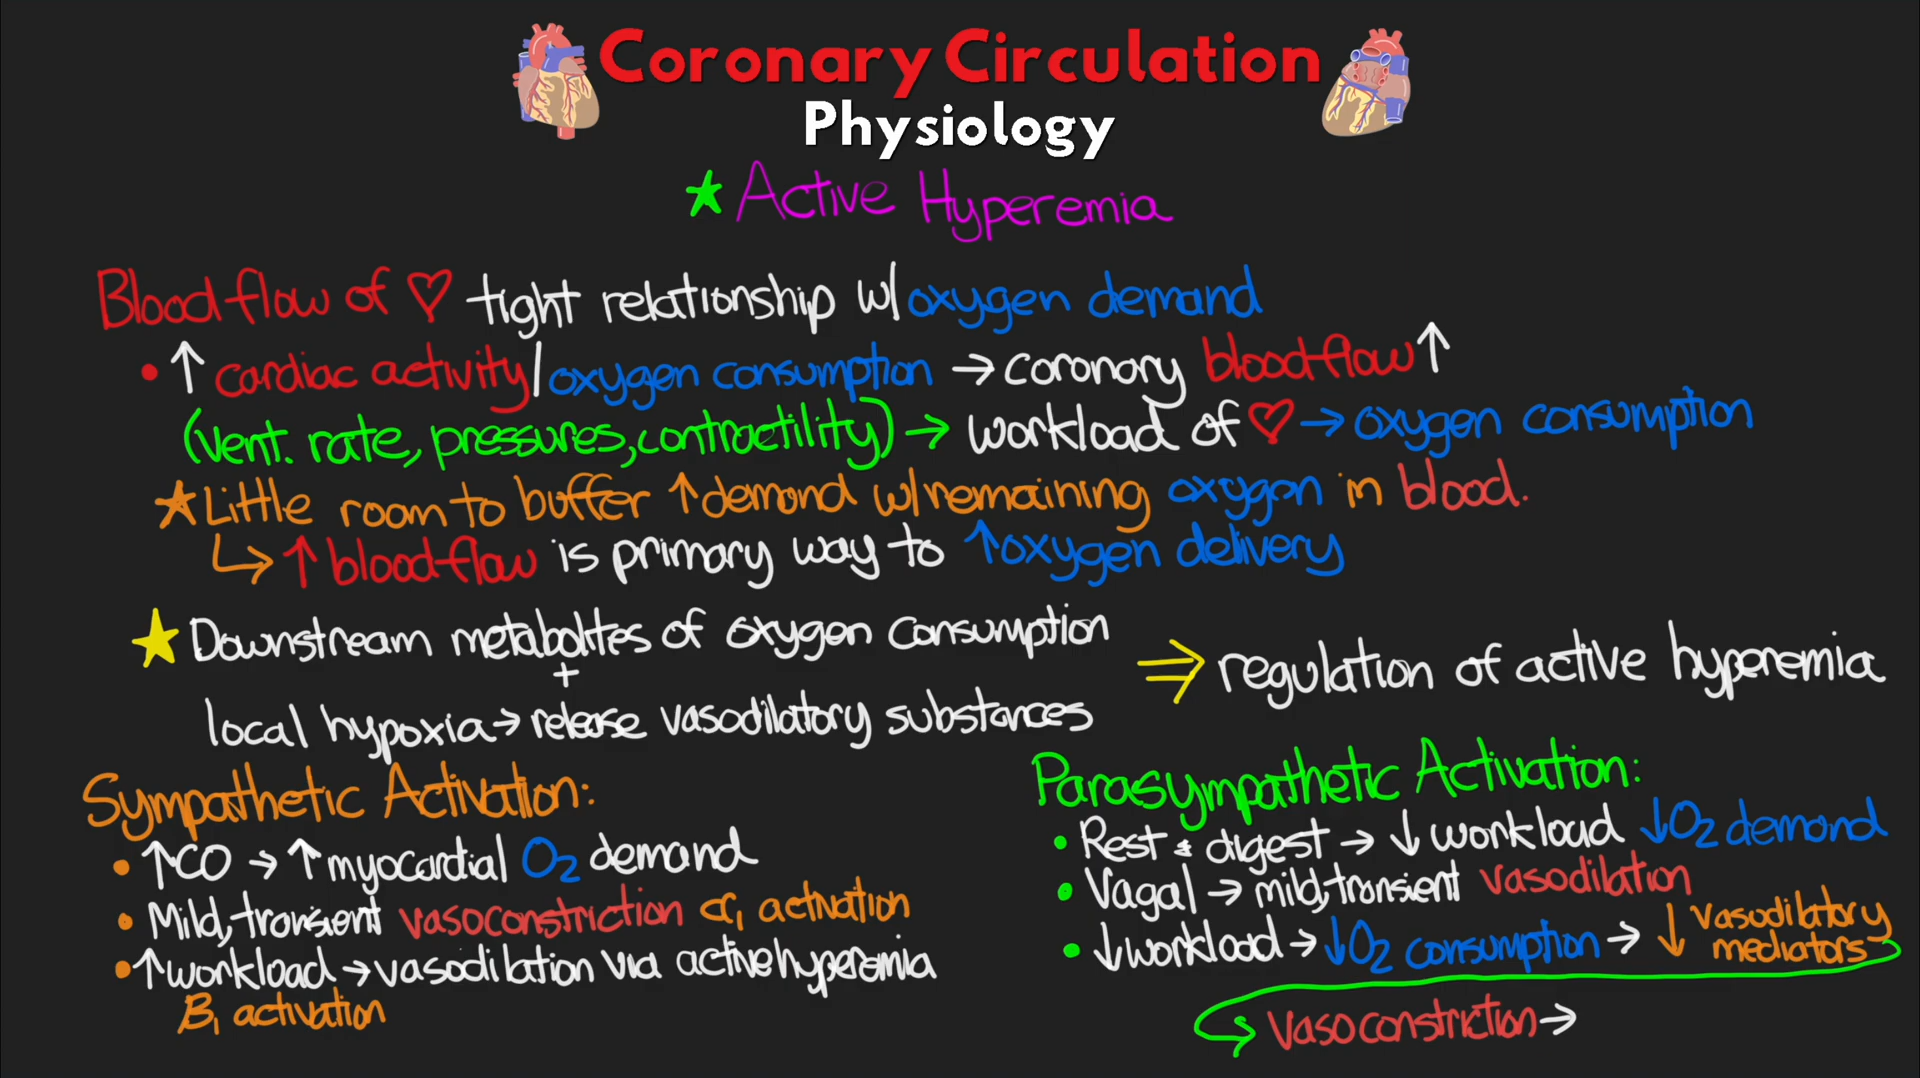 Coronary Circulation
Physiology
★ Active Hyperemia
Blood flow of ♡ tight relationship w/ oxygen demand
• ↑ cardiac activity/oxygen consumption → coronary blood flow ↑
(vent. rate, pressures, contractility) → workload of ♡ → oxygen consumption
★ Little room to buffer ↑ demand w/ remaining oxygen in blood.
↳ ↑ blood flow is primary way to ↑ oxygen delivery
★ Downstream metabolites of oxygen consumption
+
local hypoxia → release vasodilatory substances
⇒ regulation of active hyperemia
Sympathetic Activation:
• ↑CO → ↑ myocardial O₂ demand
• Mild, transient vasoconstriction α₁ activation
• ↑ workload → vasodilation via active hyperemia
B₁ activation
Parasympathetic Activation:
• Rest & digest → ↓ workload ↓O₂ demand
• Vagal → mild, transient vasodilation
• ↓ workload → ↓O₂ consumption → ↓ vasodilatory
mediators
↪ vasoconstriction →